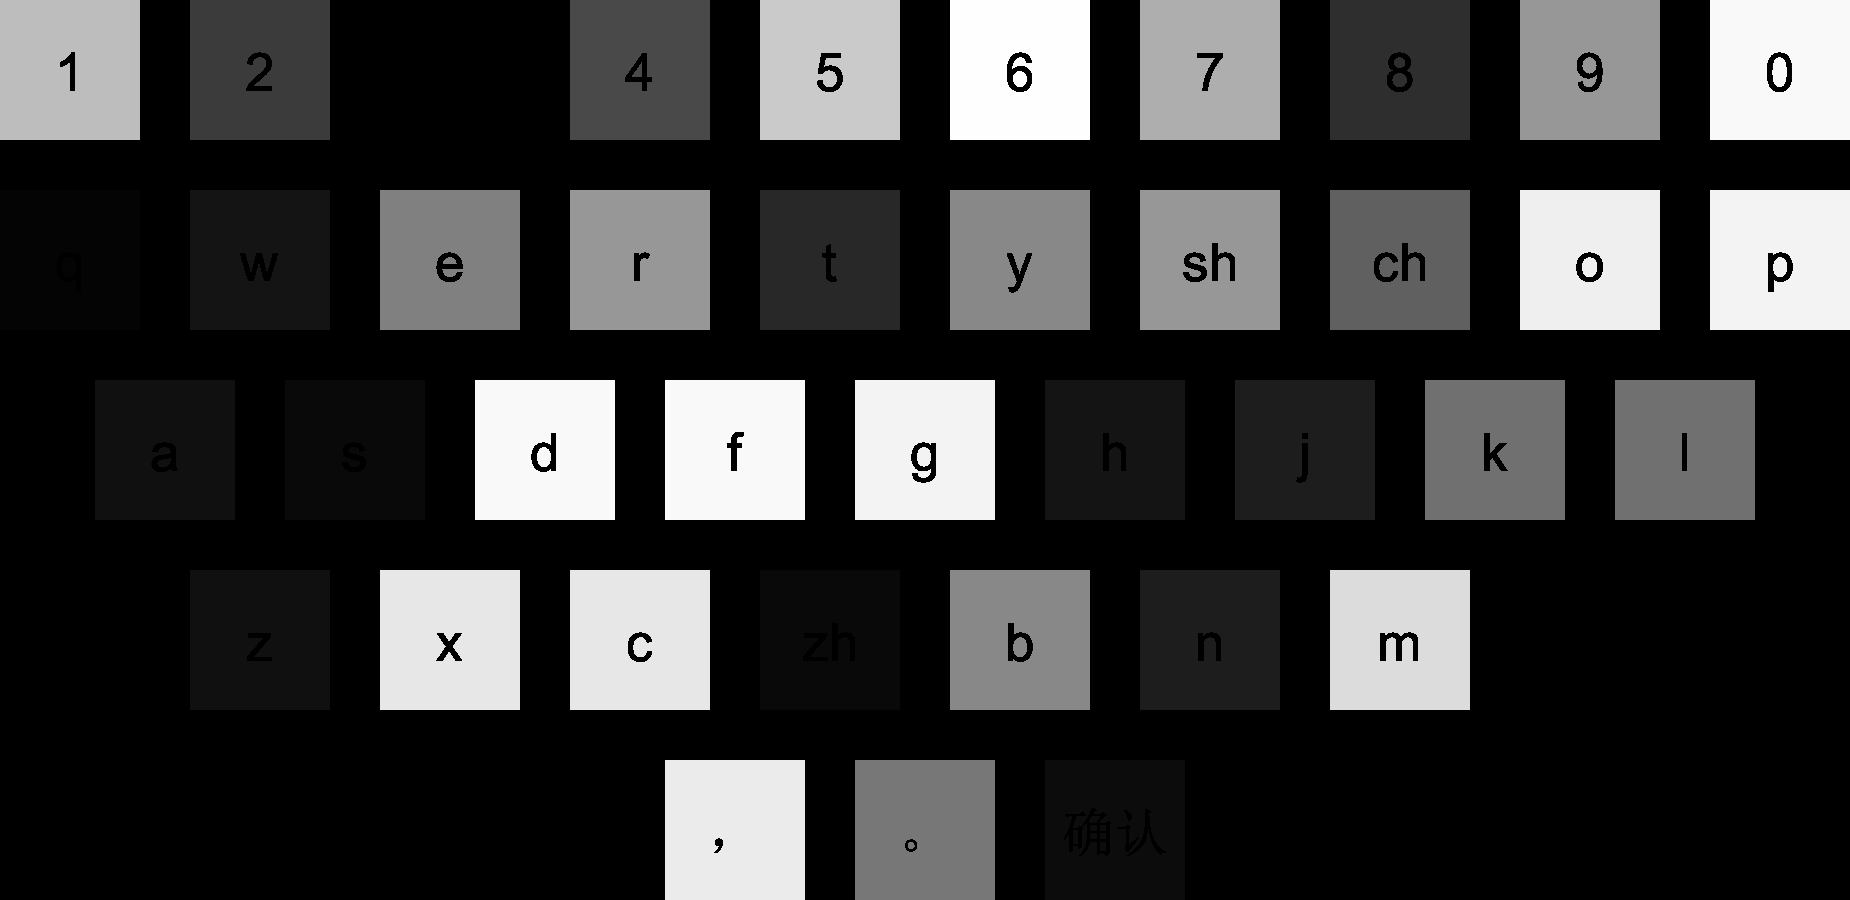 1 2 4 5 6 7 8 9 0
q w e r t y sh ch o p
a s d f g h j k l
z x c zh b n m
， 。 确认